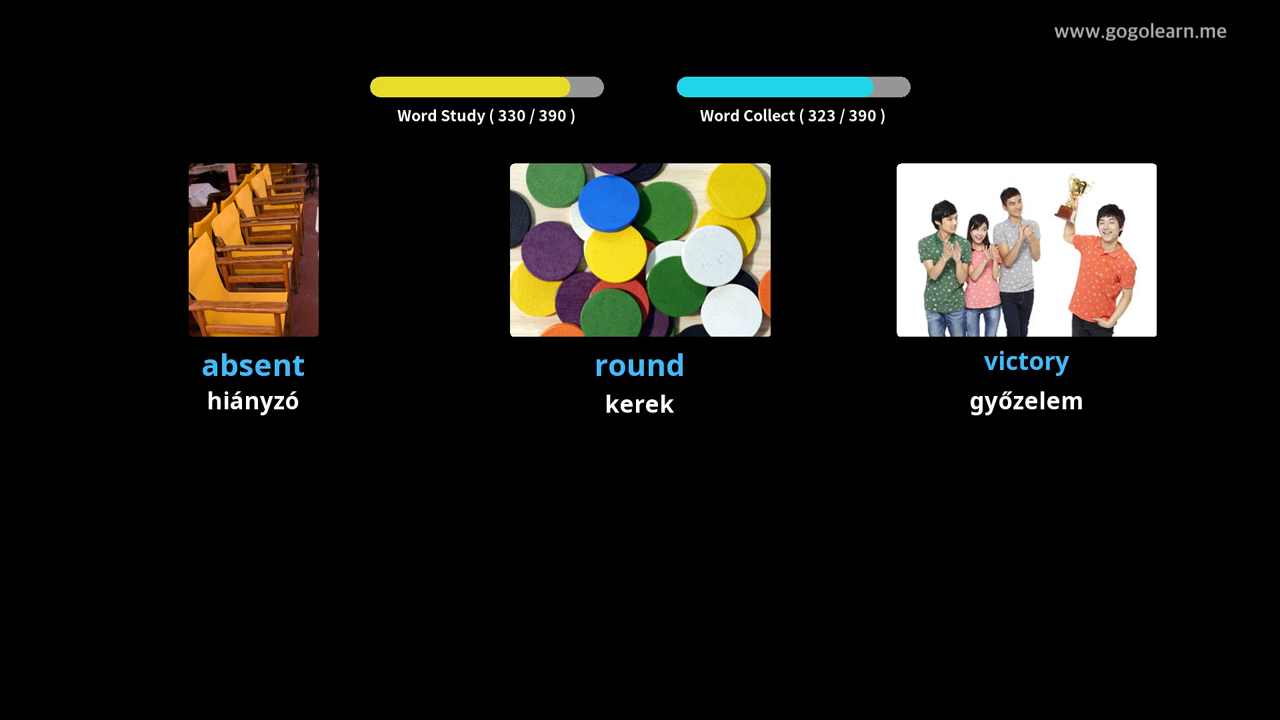 www.gogolearn.me
Word Study ( 330 / 390 )
Word Collect ( 323 / 390 )
absent
hiányzó
round
kerek
victory
győzelem